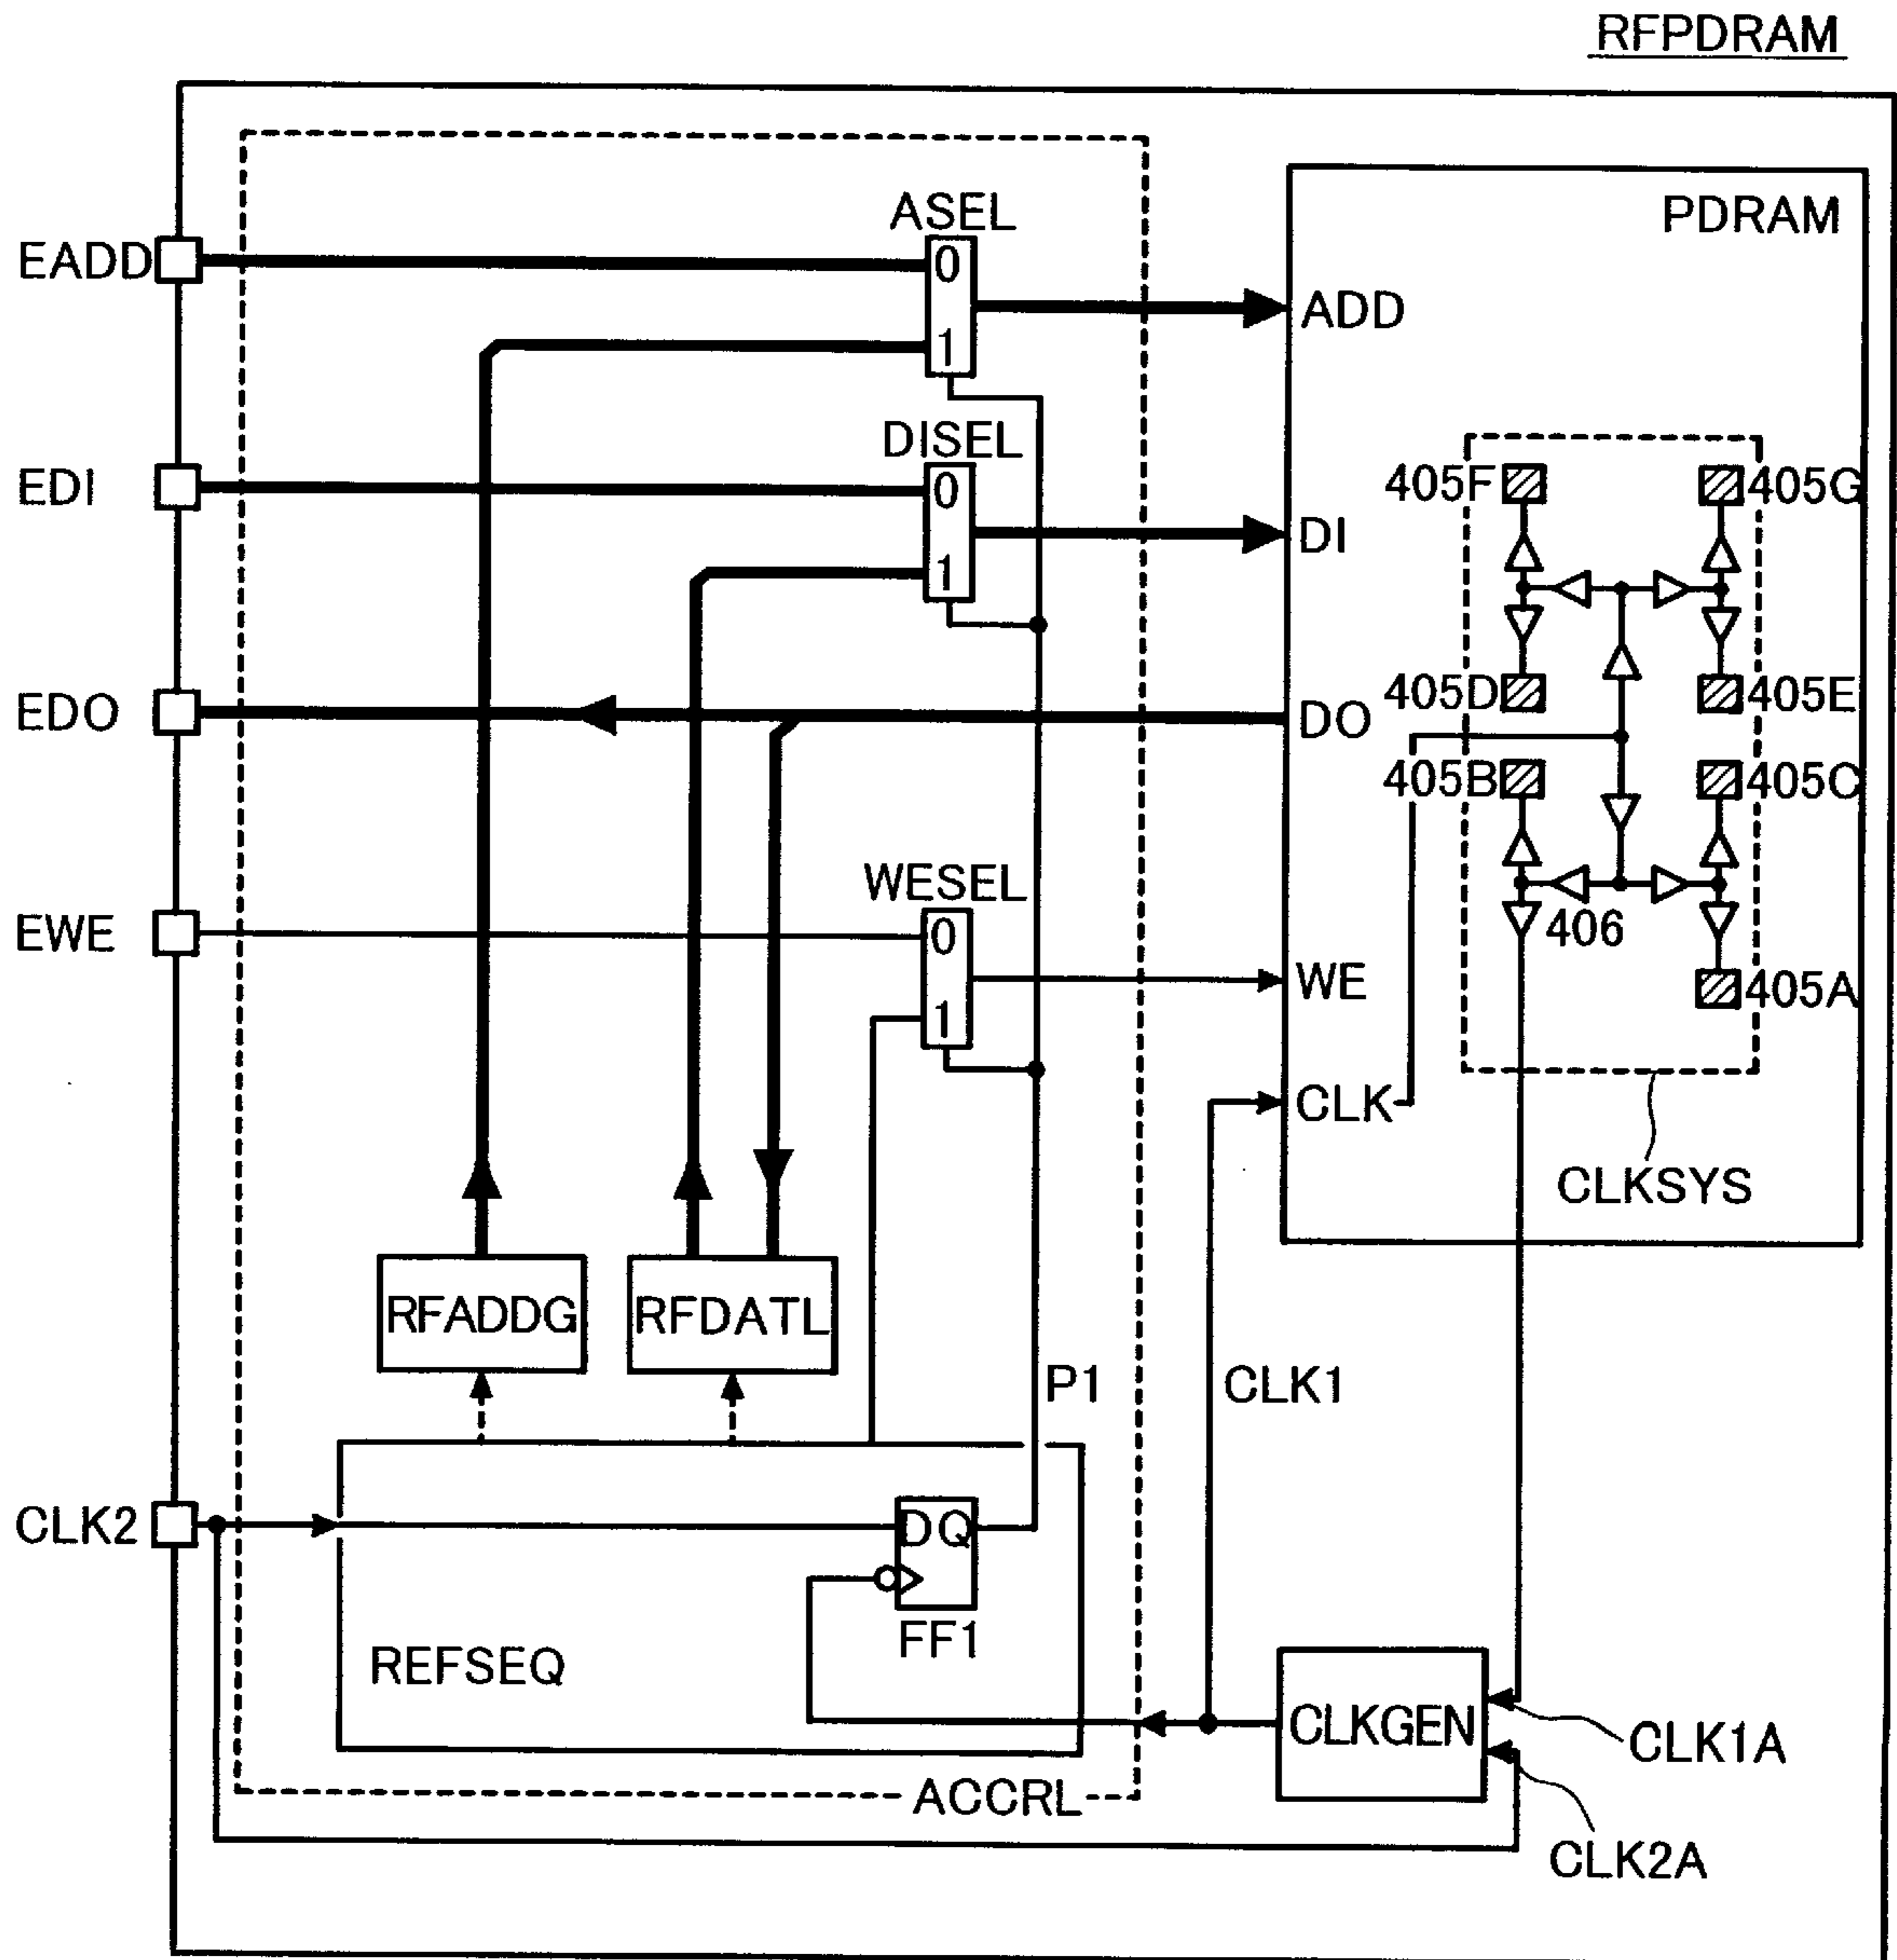 RFPDRAM
PDRAM
ASEL
EADD
0
1
ADD
DISEL
EDI
0
1
DI
405F
405G
EDO
DO
405D
405E
405B
405C
WESEL
EWE
0
1
WE
406
405A
CLK
CLKSYS
RFADDG
RFDATL
P1
CLK1
CLK2
DQ
FF1
REFSEQ
CLKGEN
CLK1A
ACCRL
CLK2A